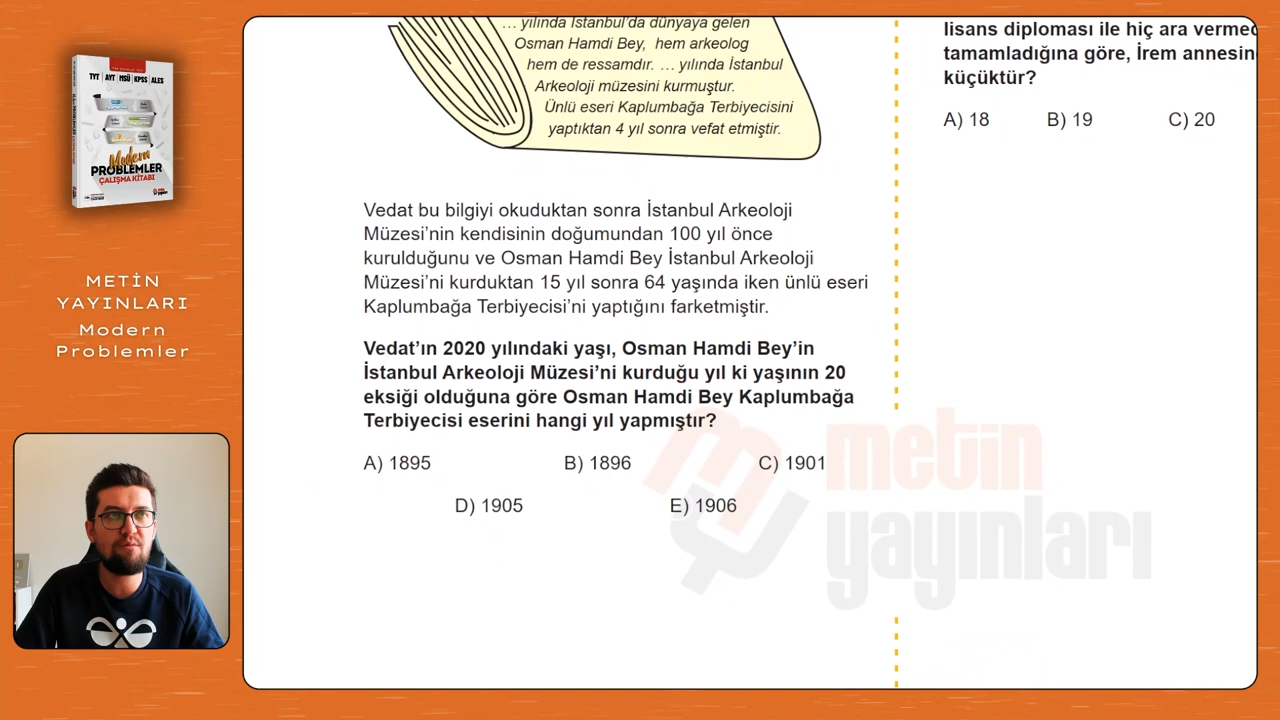 TYT | AYT | MSÜ | KPSS | ALES
Modern
PROBLEMLER
ÇALIŞMA KİTABI
METİN
YAYINLARI
Modern
Problemler
… yılında İstanbul'da dünyaya gelen
Osman Hamdi Bey, hem arkeolog
hem de ressamdır. … yılında İstanbul
Arkeoloji müzesini kurmuştur.
Ünlü eseri Kaplumbağa Terbiyecisini
yaptıktan 4 yıl sonra vefat etmiştir.
Vedat bu bilgiyi okuduktan sonra İstanbul Arkeoloji
Müzesi'nin kendisinin doğumundan 100 yıl önce
kurulduğunu ve Osman Hamdi Bey İstanbul Arkeoloji
Müzesi'ni kurduktan 15 yıl sonra 64 yaşında iken ünlü eseri
Kaplumbağa Terbiyecisi'ni yaptığını farketmiştir.
Vedat'ın 2020 yılındaki yaşı, Osman Hamdi Bey'in
İstanbul Arkeoloji Müzesi'ni kurduğu yıl ki yaşının 20
eksiği olduğuna göre Osman Hamdi Bey Kaplumbağa
Terbiyecisi eserini hangi yıl yapmıştır?
A) 1895 B) 1896 C) 1901
D) 1905 E) 1906
lisans diploması ile hiç ara vermed
tamamladığına göre, İrem annesin
küçüktür?
A) 18 B) 19 C) 20
metin
yayınları